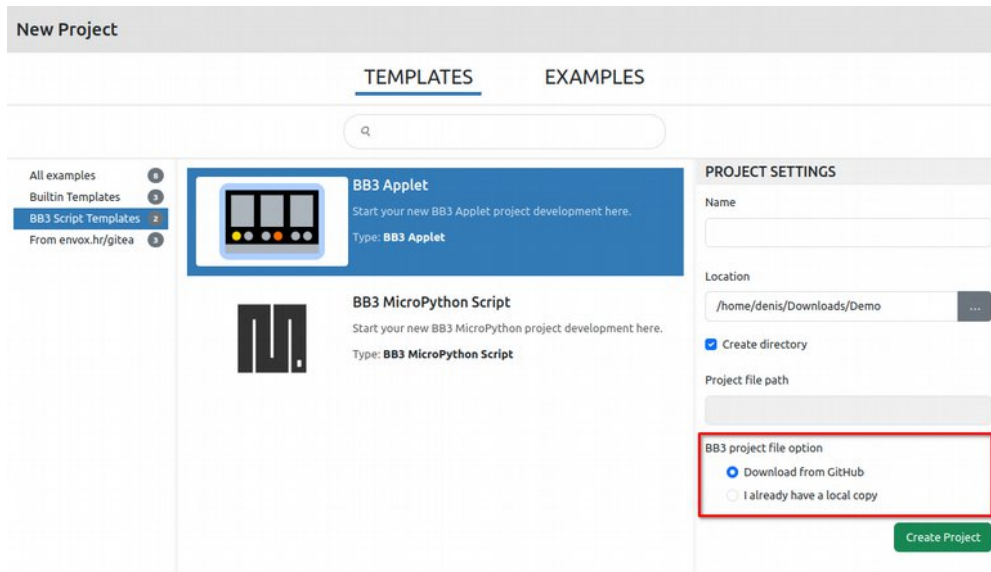 New Project
TEMPLATES EXAMPLES
All examples 8
Builtin Templates 3
BB3 Script Templates 2
From envox.hr/gitea 3
BB3 Applet
Start your new BB3 Applet project development here.
Type: BB3 Applet
BB3 MicroPython Script
Start your new BB3 MicroPython project development here.
Type: BB3 MicroPython Script
PROJECT SETTINGS
Name
Location
/home/denis/Downloads/Demo ...
Create directory
Project file path
BB3 project file option
Download from GitHub
I already have a local copy
Create Project